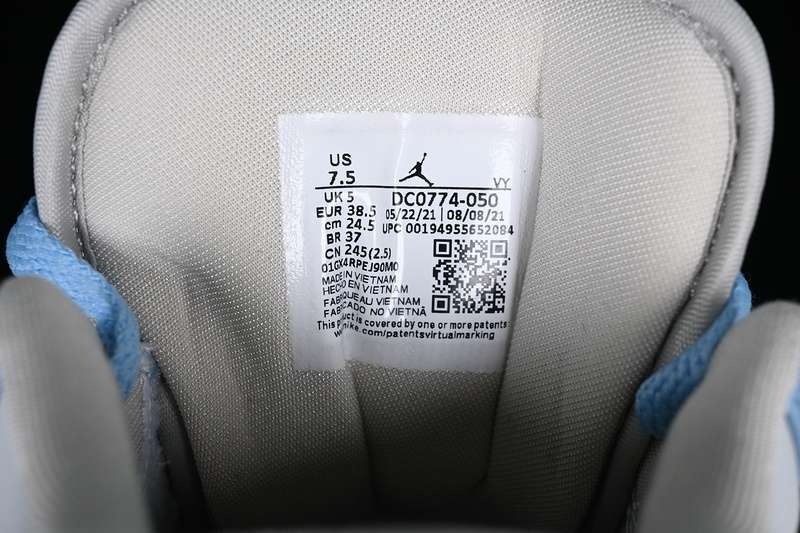 US
7.5
VY
UK 5
DC0774-050
EUR 38.5
05/22/21 | 08/08/21
cm 24.5
UPC 00194955652084
BR 37
CN 245(2.5)
01GX4RPEJ90M0
MADE IN VIETNAM
HECHO EN VIETNAM
FABRIQUE AU VIETNAM
FABRICADO NO VIETNÃ
This product is covered by one or more patents
www.nike.com/patentsvirtualmarking